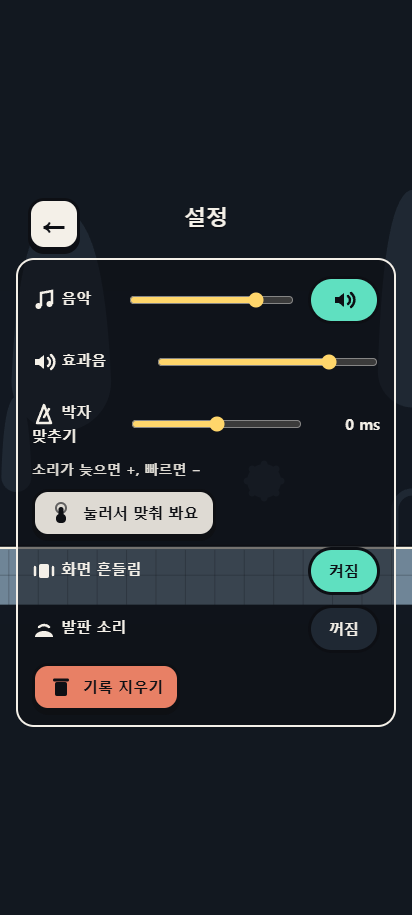 설정
음악
효과음
박자
맞추기
0 ms
소리가 늦으면 +, 빠르면 −
눌러서 맞춰 봐요
화면 흔들림
켜짐
발판 소리
꺼짐
기록 지우기